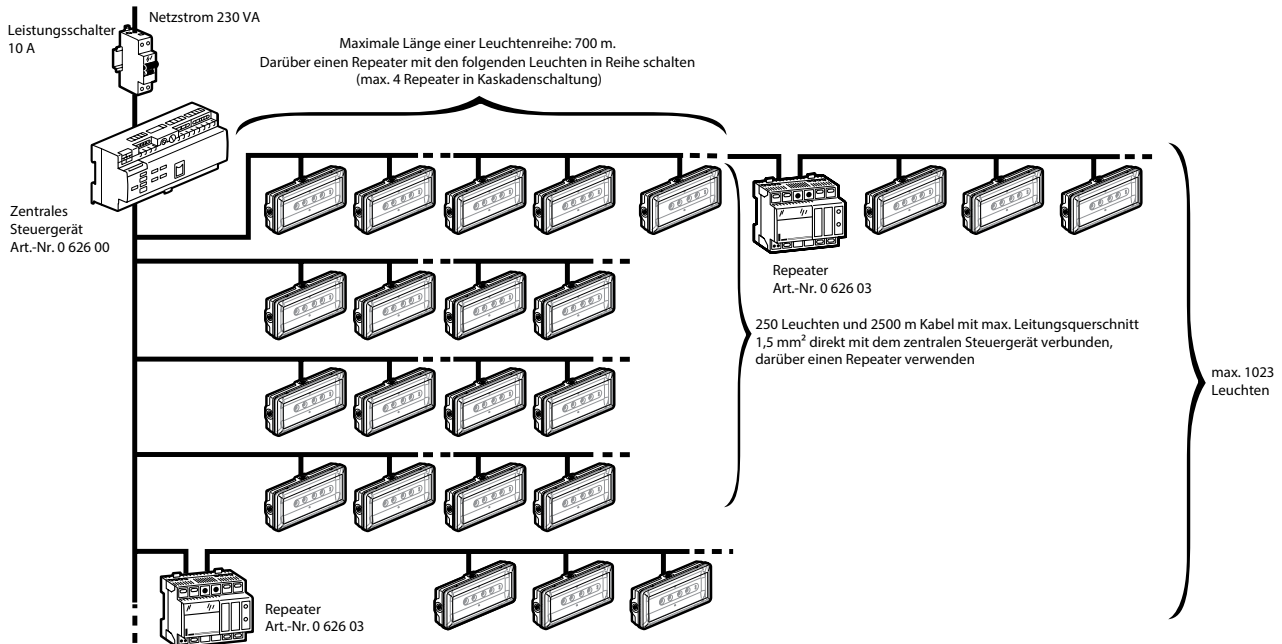 Netzstrom 230 VA
Leistungsschalter
10 A
Maximale Länge einer Leuchtenreihe: 700 m.
Darüber einen Repeater mit den folgenden Leuchten in Reihe schalten
(max. 4 Repeater in Kaskadenschaltung)
Zentrales
Steuergerät
Art.-Nr. 0 626 00
Repeater
Art.-Nr. 0 626 03
250 Leuchten und 2500 m Kabel mit max. Leitungsquerschnitt
1,5 mm² direkt mit dem zentralen Steuergerät verbunden,
darüber einen Repeater verwenden
max. 1023
Leuchten
Repeater
Art.-Nr. 0 626 03